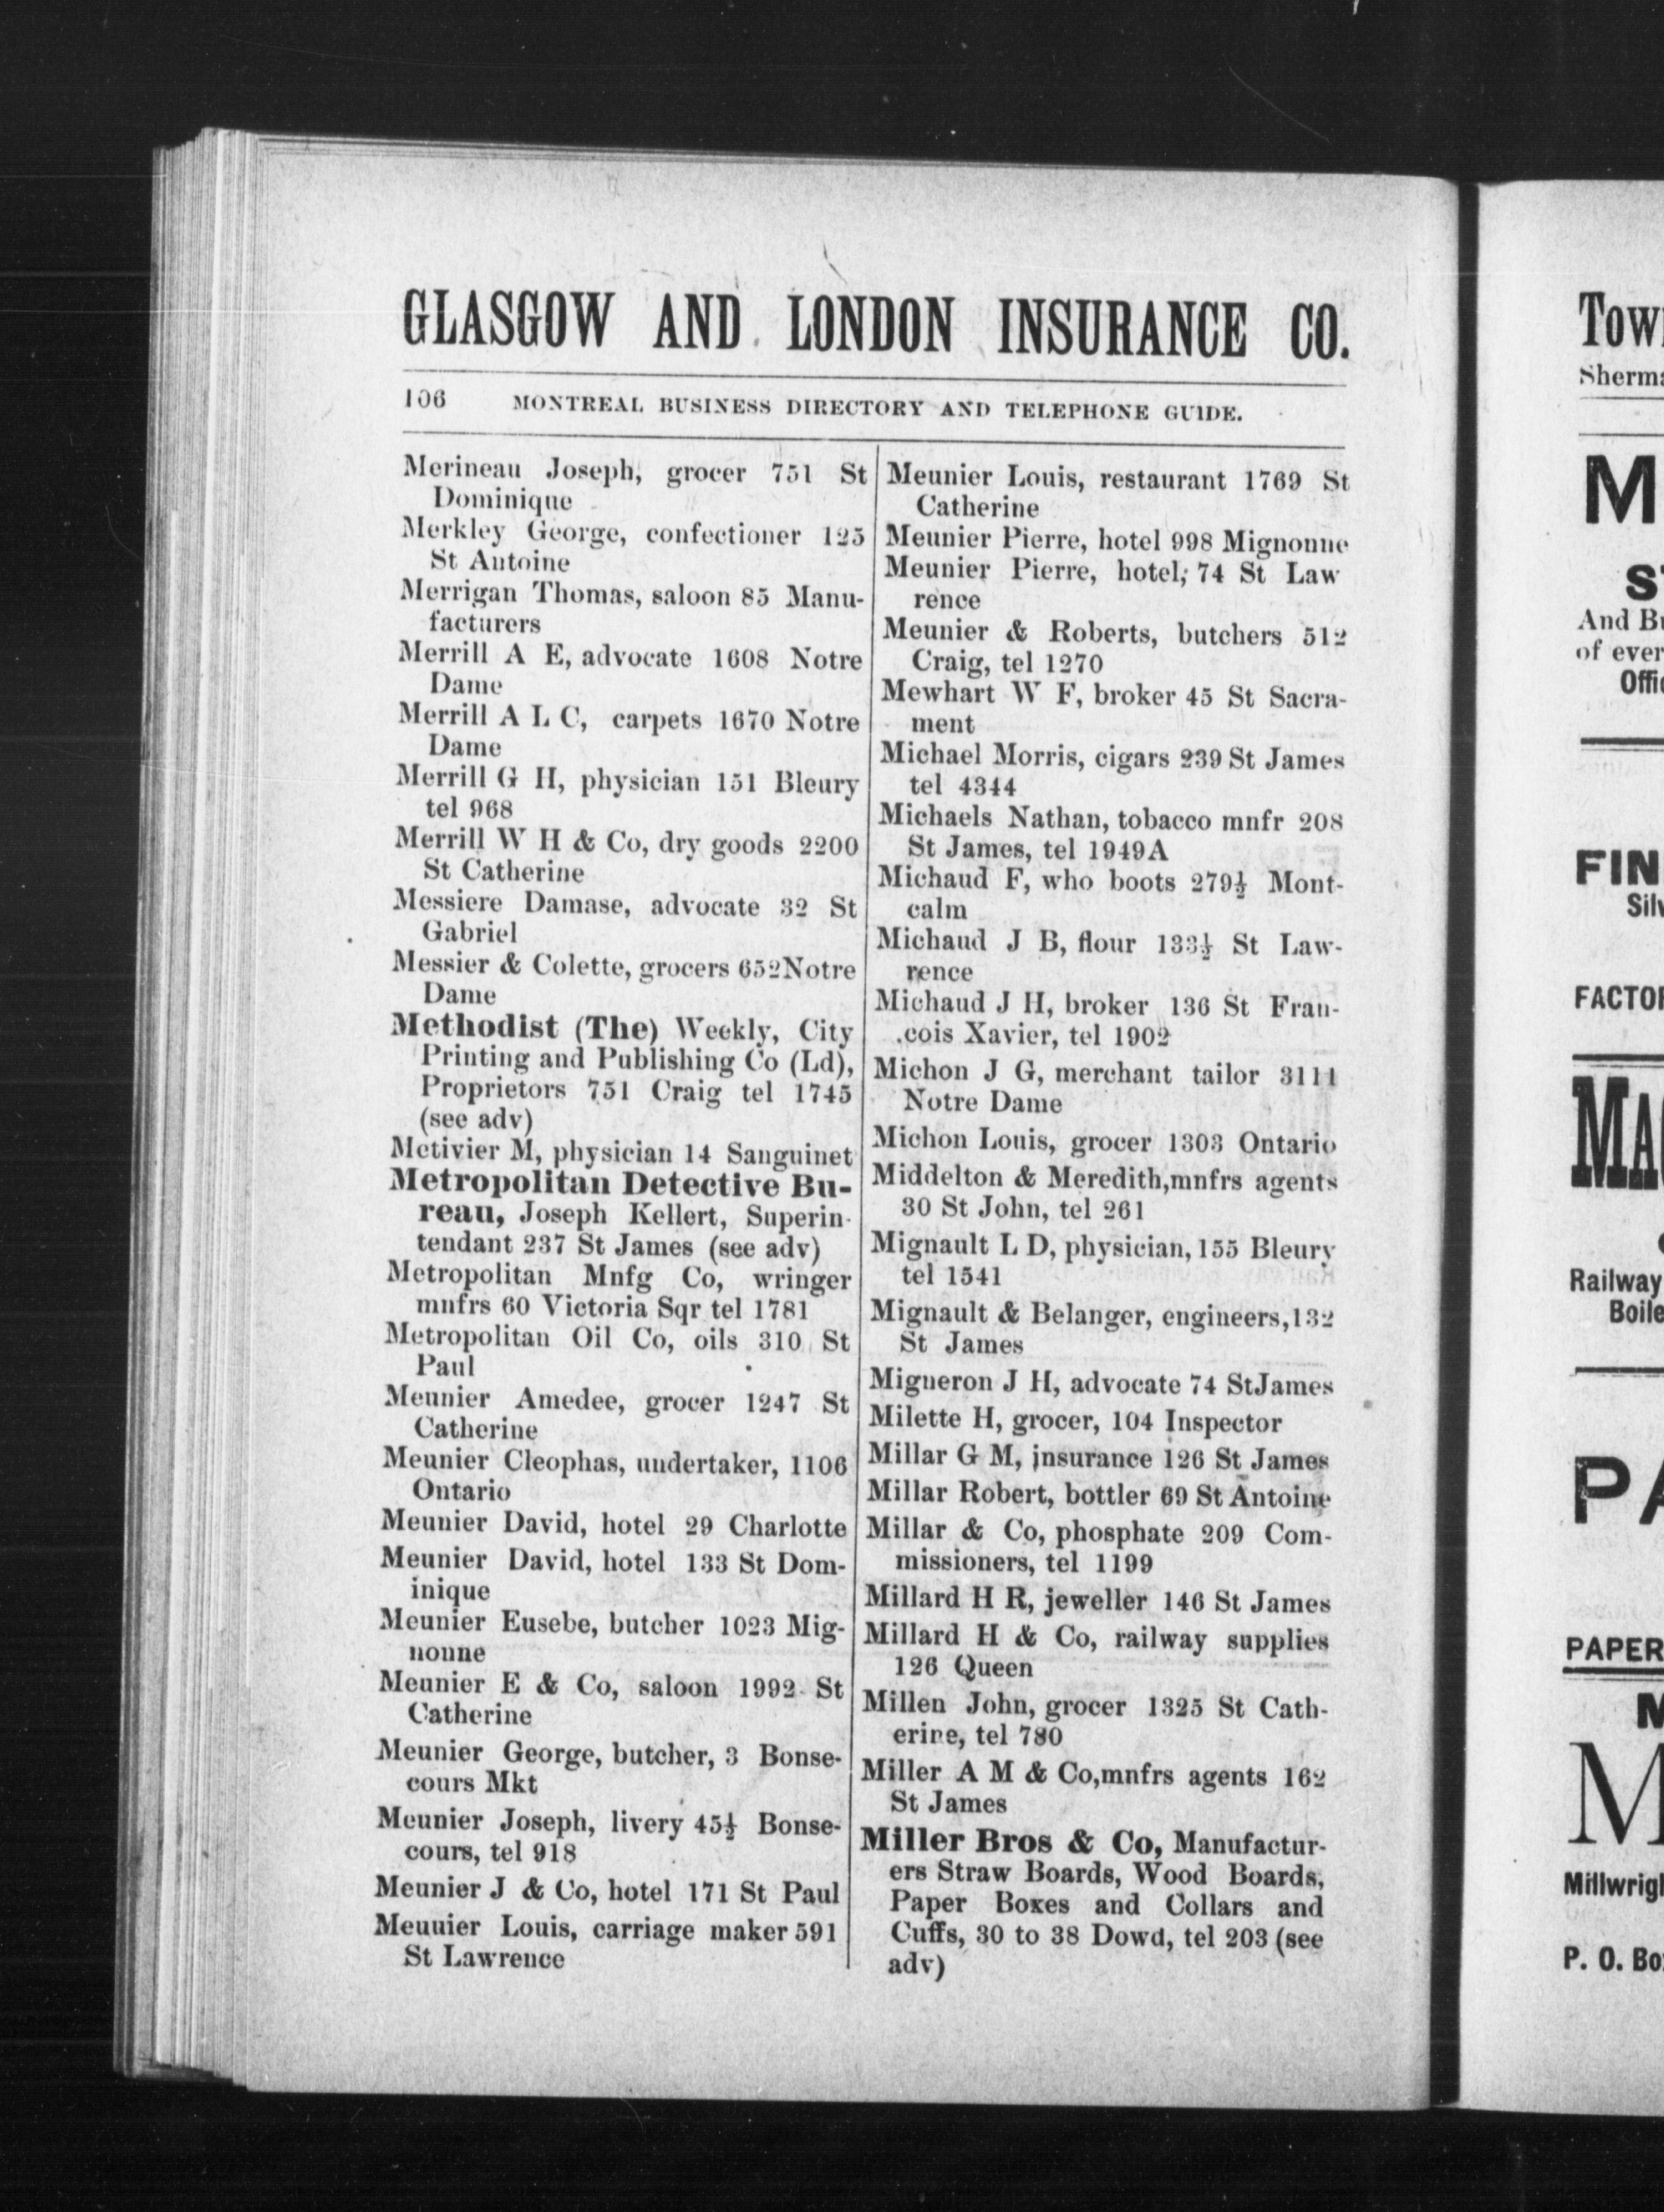 GLASGOW AND LONDON INSURANCE CO.
106 MONTREAL BUSINESS DIRECTORY AND TELEPHONE GUIDE.
Merineau Joseph, grocer 751 St
Dominique
Merkley George, confectioner 125
St Antoine
Merrigan Thomas, saloon 85 Manu-
facturers
Merrill A E, advocate 1608 Notre
Dame
Merrill A L C, carpets 1670 Notre
Dame
Merrill G H, physician 151 Bleury
tel 968
Merrill W H & Co, dry goods 2200
St Catherine
Messiere Damase, advocate 32 St
Gabriel
Messier & Colette, grocers 652Notre
Dame
Methodist (The) Weekly, City
Printing and Publishing Co (Ld),
Proprietors 751 Craig tel 1745
(see adv)
Metivier M, physician 14 Sanguinet
Metropolitan Detective Bu-
reau, Joseph Kellert, Superin-
tendant 237 St James (see adv)
Metropolitan Mnfg Co, wringer
mnfrs 60 Victoria Sqr tel 1781
Metropolitan Oil Co, oils 310 St
Paul
Meunier Amedee, grocer 1247 St
Catherine
Meunier Cleophas, undertaker, 1106
Ontario
Meunier David, hotel 29 Charlotte
Meunier David, hotel 133 St Dom-
inique
Meunier Eusebe, butcher 1023 Mig-
nonne
Meunier E & Co, saloon 1992 St
Catherine
Meunier George, butcher, 3 Bonse-
cours Mkt
Meunier Joseph, livery 45½ Bonse-
cours, tel 918
Meunier J & Co, hotel 171 St Paul
Meunier Louis, carriage maker 591
St Lawrence
Meunier Louis, restaurant 1769 St
Catherine
Meunier Pierre, hotel 998 Mignonne
Meunier Pierre, hotel, 74 St Law
rence
Meunier & Roberts, butchers 512
Craig, tel 1270
Mewhart W F, broker 45 St Sacra-
ment
Michael Morris, cigars 239 St James
tel 4344
Michaels Nathan, tobacco mnfr 208
St James, tel 1949A
Michaud F, who boots 279½ Mont-
calm
Michaud J B, flour 133½ St Law-
rence
Michaud J H, broker 136 St Fran-
cois Xavier, tel 1902
Michon J G, merchant tailor 3111
Notre Dame
Michon Louis, grocer 1303 Ontario
Middelton & Meredith,mnfrs agents
30 St John, tel 261
Mignault L D, physician, 155 Bleury
tel 1541
Mignault & Belanger, engineers,132
St James
Migneron J H, advocate 74 StJames
Milette H, grocer, 104 Inspector
Millar G M, insurance 126 St James
Millar Robert, bottler 69 St Antoine
Millar & Co, phosphate 209 Com-
missioners, tel 1199
Millard H R, jeweller 146 St James
Millard H & Co, railway supplies
126 Queen
Millen John, grocer 1325 St Cath-
erine, tel 780
Miller A M & Co,mnfrs agents 162
St James
Miller Bros & Co, Manufactur-
ers Straw Boards, Wood Boards,
Paper Boxes and Collars and
Cuffs, 30 to 38 Dowd, tel 203 (see
adv)
And
of ever
FIN
Railway
PAPER
P. O. Bo